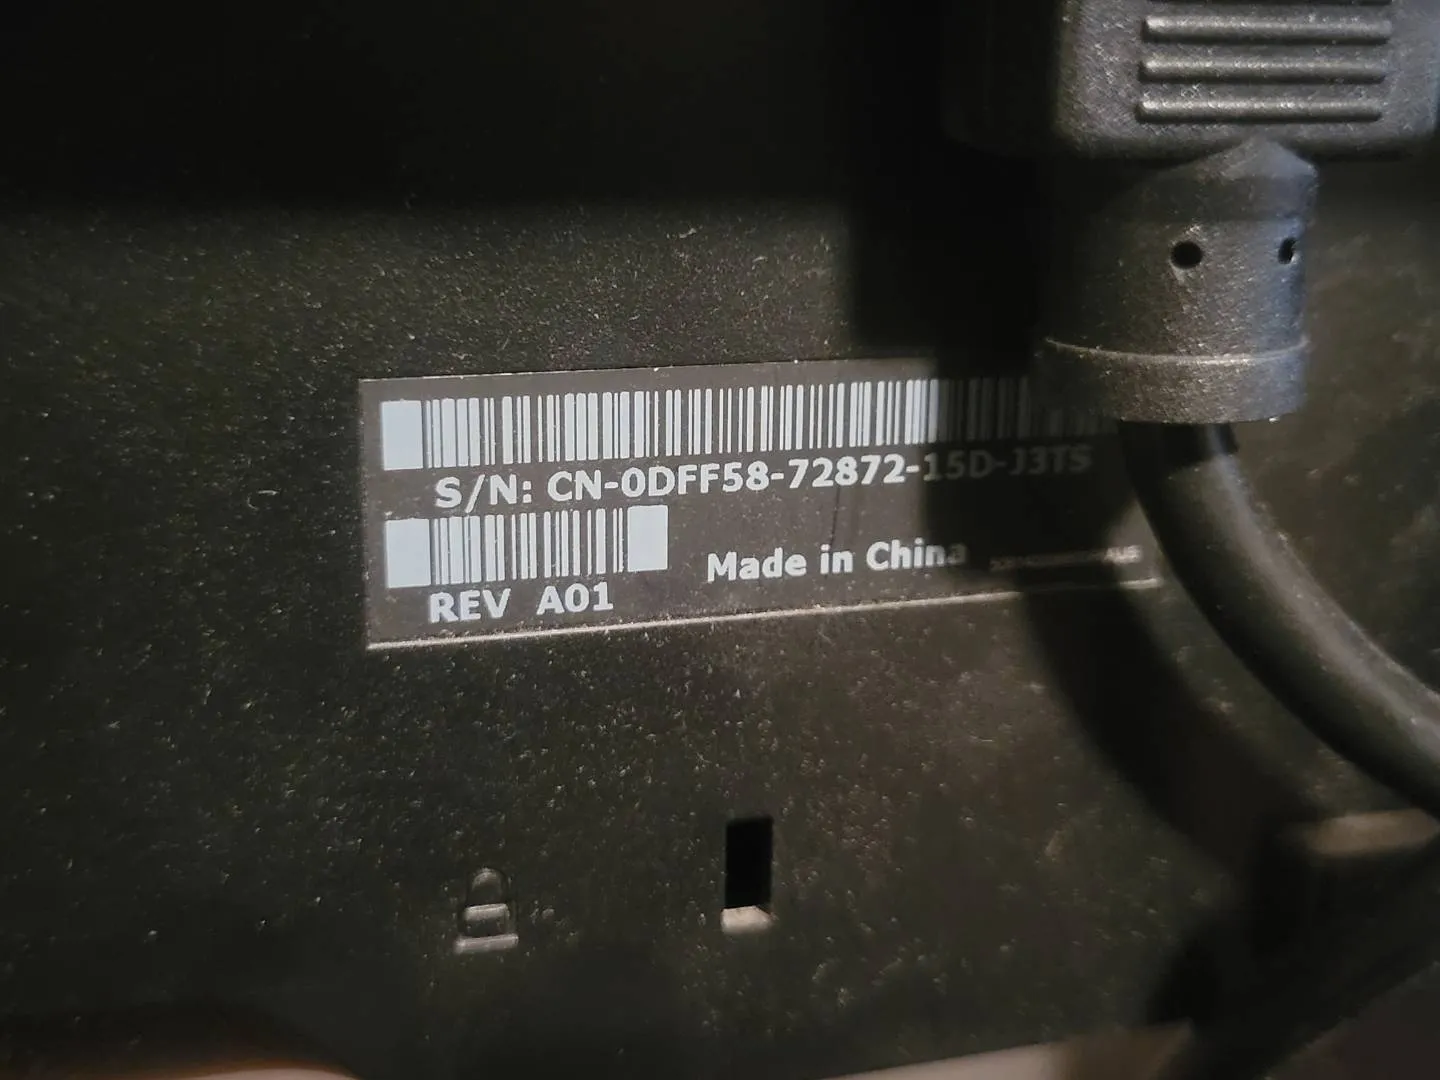 S/N: CN-0DFF58-72872-15D-J3TS
REV A01
Made in China